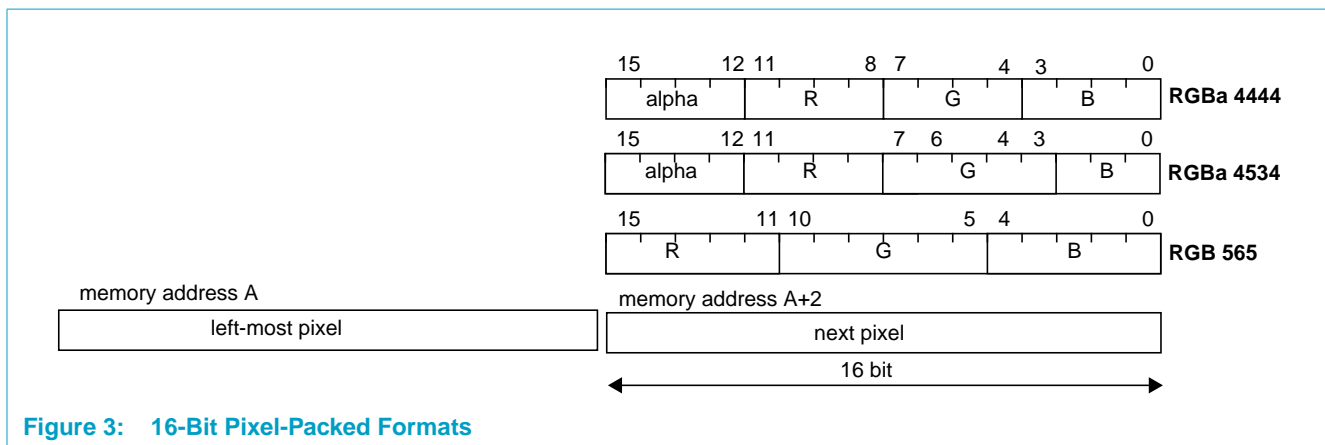 15 12 11 8 7 4 3 0
alpha R G B RGBa 4444
15 12 11 7 6 4 3 0
alpha R G B RGBa 4534
15 11 10 5 4 0
R G B RGB 565
memory address A memory address A+2
left-most pixel next pixel
16 bit
Figure 3: 16-Bit Pixel-Packed Formats